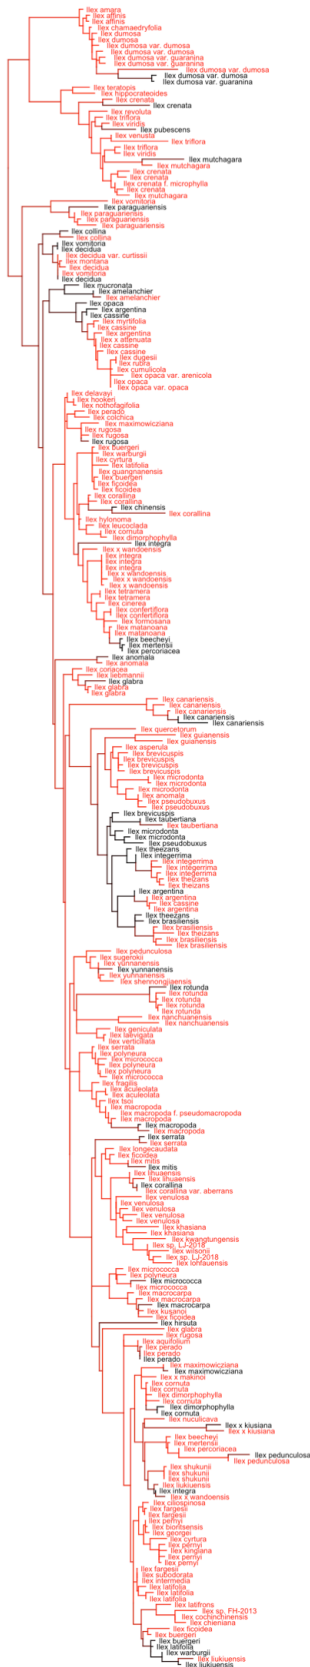 Ilex amara
Ilex affinis
Ilex affinis
Ilex chamaedryfolia
Ilex dumosa
Ilex dumosa
Ilex dumosa var. dumosa
Ilex dumosa var. dumosa
Ilex dumosa var. guaranina
Ilex dumosa var. guaranina
Ilex dumosa var. dumosa
Ilex dumosa var. dumosa
Ilex dumosa var. guaranina
Ilex teratopis
Ilex hippocrateoides
Ilex crenata
Ilex crenata
Ilex revoluta
Ilex triflora
Ilex viridis
Ilex pubescens
Ilex venusta
Ilex triflora
Ilex triflora
Ilex viridis
Ilex mutchagara
Ilex mutchagara
Ilex crenata
Ilex crenata
Ilex crenata f. microphylla
Ilex crenata
Ilex mutchagara
Ilex vomitoria
Ilex paraguariensis
Ilex paraguariensis
Ilex paraguariensis
Ilex paraguariensis
Ilex collina
Ilex collina
Ilex vomitoria
Ilex decidua
Ilex decidua var. curtissii
Ilex montana
Ilex decidua
Ilex vomitoria
Ilex decidua
Ilex mucronata
Ilex amelanchier
Ilex amelanchier
Ilex opaca
Ilex argentina
Ilex cassine
Ilex myrtifolia
Ilex cassine
Ilex argentina
Ilex x attenuata
Ilex cassine
Ilex cassine
Ilex dugesii
Ilex rubra
Ilex cumulicola
Ilex opaca var. arenicola
Ilex opaca
Ilex opaca var. opaca
Ilex delavayi
Ilex hookeri
Ilex nothofagifolia
Ilex perado
Ilex colchica
Ilex maximowicziana
Ilex rugosa
Ilex rugosa
Ilex rugosa
Ilex buergeri
Ilex warburgii
Ilex cyrtura
Ilex latifolia
Ilex guangnanensis
Ilex buergeri
Ilex ficoidea
Ilex ficoidea
Ilex corallina
Ilex corallina
Ilex chinensis
Ilex corallina
Ilex hylonoma
Ilex leucoclada
Ilex cornuta
Ilex dimorphophylla
Ilex integra
Ilex x wandoensis
Ilex integra
Ilex integra
Ilex integra
Ilex x wandoensis
Ilex x wandoensis
Ilex tetramera
Ilex tetramera
Ilex cinerea
Ilex confertiflora
Ilex confertiflora
Ilex formosana
Ilex matanoana
Ilex matanoana
Ilex beecheyi
Ilex mertensii
Ilex percoriacea
Ilex anomala
Ilex anomala
Ilex coriacea
Ilex liebmannii
Ilex glabra
Ilex glabra
Ilex glabra
Ilex canariensis
Ilex canariensis
Ilex canariensis
Ilex canariensis
Ilex canariensis
Ilex quercetorum
Ilex guianensis
Ilex guianensis
Ilex asperula
Ilex brevicuspis
Ilex brevicuspis
Ilex brevicuspis
Ilex brevicuspis
Ilex microdonta
Ilex microdonta
Ilex microdonta
Ilex anomala
Ilex pseudobuxus
Ilex pseudobuxus
Ilex brevicuspis
Ilex taubertiana
Ilex taubertiana
Ilex microdonta
Ilex microdonta
Ilex pseudobuxus
Ilex theezans
Ilex integerrima
Ilex integerrima
Ilex integerrima
Ilex integerrima
Ilex theizans
Ilex theizans
Ilex argentina
Ilex argentina
Ilex cassine
Ilex argentina
Ilex theezans
Ilex brasiliensis
Ilex brasiliensis
Ilex theizans
Ilex brasiliensis
Ilex brasiliensis
Ilex pedunculosa
Ilex sugerokii
Ilex yunnanensis
Ilex yunnanensis
Ilex yunnanensis
Ilex shennongjiaensis
Ilex rotunda
Ilex rotunda
Ilex rotunda
Ilex rotunda
Ilex rotunda
Ilex nanchuanensis
Ilex nanchuanensis
Ilex geniculata
Ilex laevigata
Ilex verticillata
Ilex serrata
Ilex polyneura
Ilex micrococca
Ilex polyneura
Ilex polyneura
Ilex micrococca
Ilex fragilis
Ilex aculeolata
Ilex aculeolata
Ilex tsoi
Ilex macropoda
Ilex macropoda f. pseudomacropoda
Ilex macropoda
Ilex macropoda
Ilex macropoda
Ilex serrata
Ilex serrata
Ilex longecaudata
Ilex ficoidea
Ilex mitis
Ilex mitis
Ilex lihuaensis
Ilex lihuaensis
Ilex corallina
Ilex corallina var. aberrans
Ilex venulosa
Ilex venulosa
Ilex venulosa
Ilex venulosa
Ilex venulosa
Ilex khasiana
Ilex khasiana
Ilex kwangtungensis
Ilex sp. LJ-2018
Ilex wilsonii
Ilex sp. LJ-2018
Ilex lohfauensis
Ilex micrococca
Ilex polyneura
Ilex micrococca
Ilex micrococca
Ilex macrocarpa
Ilex macrocarpa
Ilex macrocarpa
Ilex kusanoi
Ilex ficoidea
Ilex hirsuta
Ilex glabra
Ilex rugosa
Ilex aquifolium
Ilex perado
Ilex perado
Ilex perado
Ilex maximowicziana
Ilex maximowicziana
Ilex x makinoi
Ilex cornuta
Ilex cornuta
Ilex dimorphophylla
Ilex cornuta
Ilex dimorphophylla
Ilex cornuta
Ilex nuculicava
Ilex x kiusiana
Ilex x kiusiana
Ilex beecheyi
Ilex mertensii
Ilex percoriacea
Ilex pedunculosa
Ilex pedunculosa
Ilex shukunii
Ilex shukunii
Ilex shukunii
Ilex liukiuensis
Ilex integra
Ilex x wandoensis
Ilex ciliospinosa
Ilex fargesii
Ilex fargesii
Ilex pernyi
Ilex bioritsensis
Ilex georgei
Ilex cyrtura
Ilex pernyi
Ilex kingiana
Ilex pernyi
Ilex pernyi
Ilex fargesii
Ilex subodorata
Ilex intermedia
Ilex latifolia
Ilex latifolia
Ilex latifolia
Ilex latifrons
Ilex sp. FH-2013
Ilex cochinchinensis
Ilex chieniana
Ilex ficoidea
Ilex buergeri
Ilex buergeri
Ilex latifolia
Ilex warburgii
Ilex liukiuensis
Ilex liukiuensis